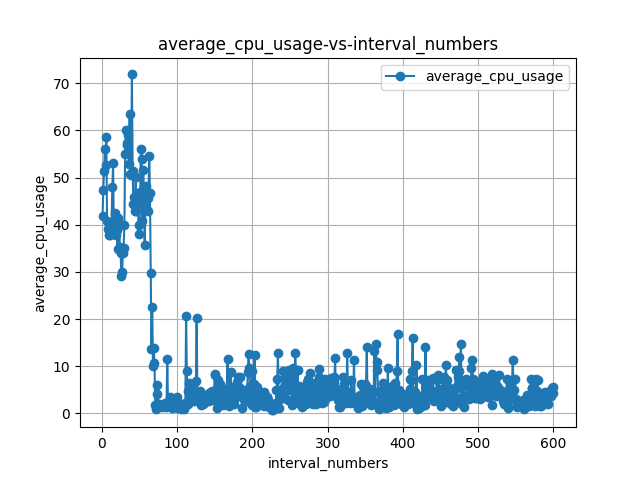 average_cpu_usage-vs-interval_numbers
average_cpu_usage
70
60
50
40
30
20
10
0
average_cpu_usage
0 100 200 300 400 500 600
interval_numbers